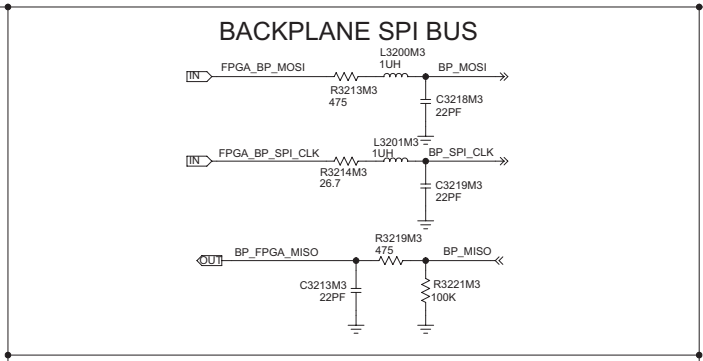 BACKPLANE SPI BUS
L3200M3
1UH
IN
FPGA_BP_MOSI
BP_MOSI
R3213M3
475
C3218M3
22PF
L3201M3
1UH
IN
FPGA_BP_SPI_CLK
BP_SPI_CLK
R3214M3
26.7
C3219M3
22PF
R3219M3
475
OUT
BP_FPGA_MISO
BP_MISO
C3213M3
22PF
R3221M3
100K